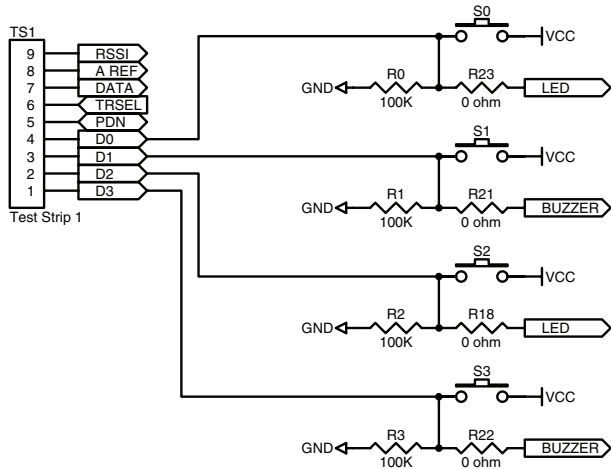 TS1
9 RSSI
8 A REF
7 DATA
6 TRSEL
5 PDN
4 D0
3 D1
2 D2
1 D3
Test Strip 1
S0
VCC
GND R0 R23 LED
100K 0 ohm
S1
VCC
GND R1 R21 BUZZER
100K 0 ohm
S2
VCC
GND R2 R18 LED
100K 0 ohm
S3
VCC
GND R3 R22 BUZZER
100K 0 ohm